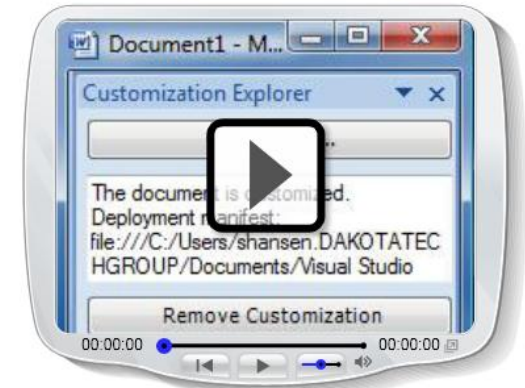 Document1 - M...
Customization Explorer
The document is customized.
Deployment manifest:
file:///C:/Users/shansen.DAKOTATEC
HGROUP/Documents/Visual Studio
Remove Customization
00:00:00 00:00:00